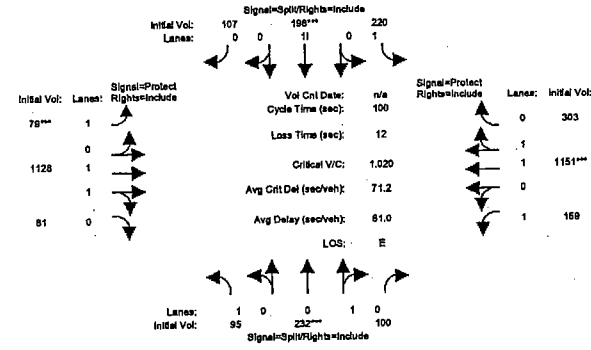 Signal=Split/Rights=Include
Initial Vol: 107 198*** 220
Lanes: 0 0 1! 0 1
Signal=Protect
Rights=Include
Initial Vol: Lanes:
79*** 1
0
1128 1
1
81 0
Vol Cnt Date: n/a
Cycle Time (sec): 100
Loss Time (sec): 12
Critical V/C: 1.020
Avg Crit Del (sec/veh): 71.2
Avg Delay (sec/veh): 61.0
LOS: E
Signal=Protect
Rights=Include
Lanes: Initial Vol:
0 303
1
1 1151***
0
1 159
Lanes: 1 0 0 1 0
Initial Vol: 95 232*** 100
Signal=Split/Rights=Include